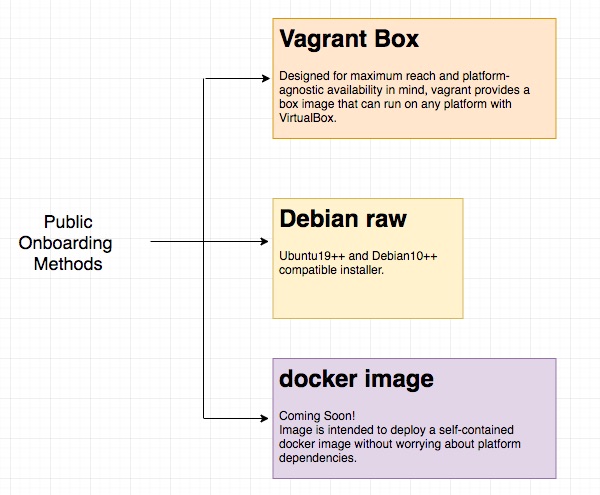 Vagrant Box
Designed for maximum reach and platform-
agnostic availability in mind, vagrant provides a
box image that can run on any platform with
VirtualBox.
Public
Onboarding
Methods
Debian raw
Ubuntu19++ and Debian10++
compatible installer.
docker image
Coming Soon!
Image is intended to deploy a self-contained
docker image without worrying about platform
dependencies.